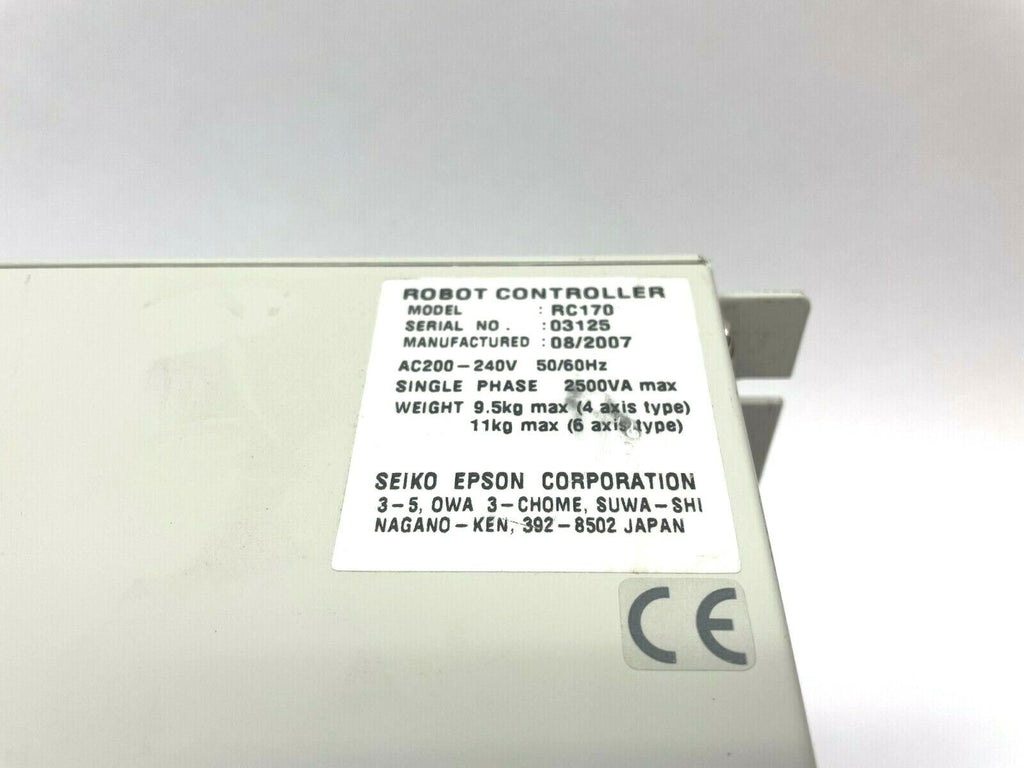 ROBOT CONTROLLER
MODEL : RC170
SERIAL NO. : 03125
MANUFACTURED : 08/2007
AC200-240V 50/60Hz
SINGLE PHASE 2500VA max
WEIGHT 9.5kg max (4 axis type)
11kg max (6 axis type)
SEIKO EPSON CORPORATION
3-5, OWA 3-CHOME, SUWA-SHI
NAGANO-KEN, 392-8502 JAPAN
CE